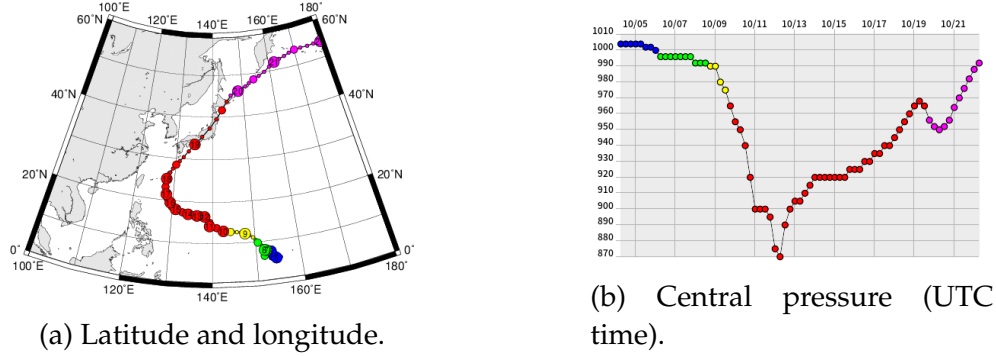 100°E 120°E 140°E 160°E 180°
60°N 60°N
40°N 40°N
20°N 20°N
0° 0°
100°E 180°
120°E 140°E 160°E
9
(a) Latitude and longitude.
10/05 10/07 10/09 10/11 10/13 10/15 10/17 10/19 10/21
1010
1000
990
980
970
960
950
940
930
920
910
900
890
880
870
(b) Central pressure (UTC
time).